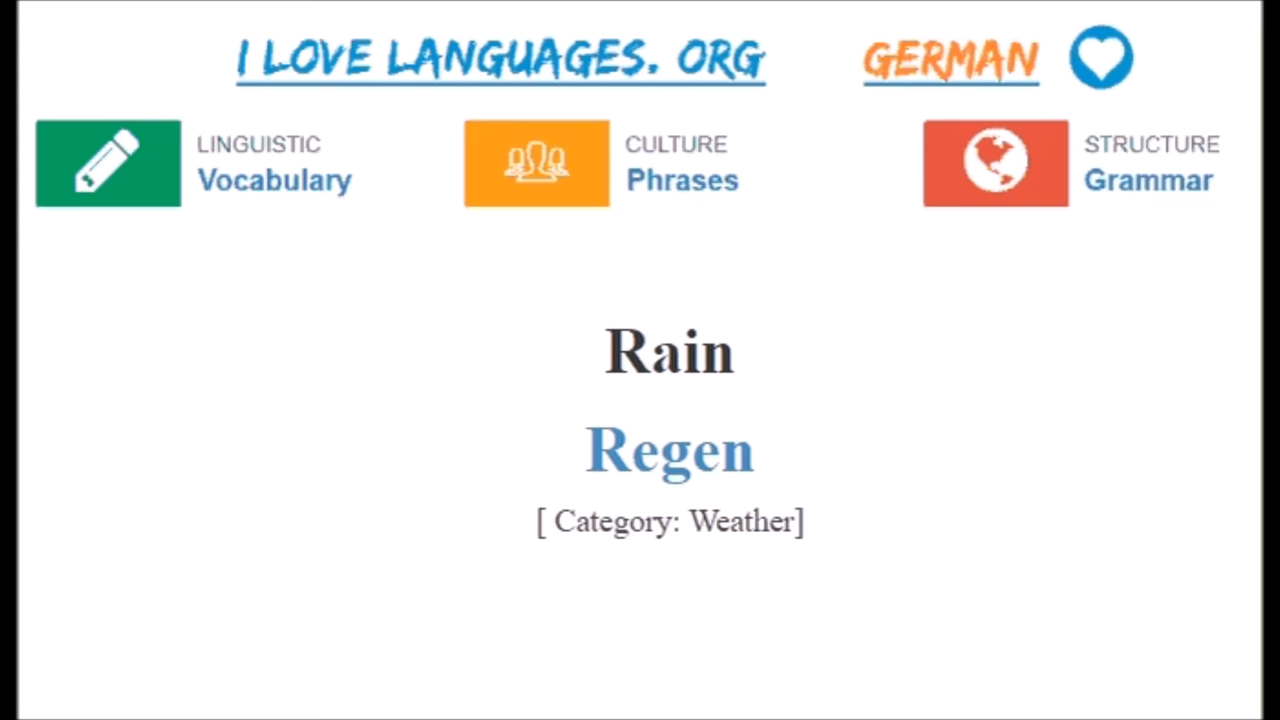 I LOVE LANGUAGES. ORG GERMAN
LINGUISTIC CULTURE STRUCTURE
Vocabulary Phrases Grammar
Rain
Regen
[ Category: Weather]